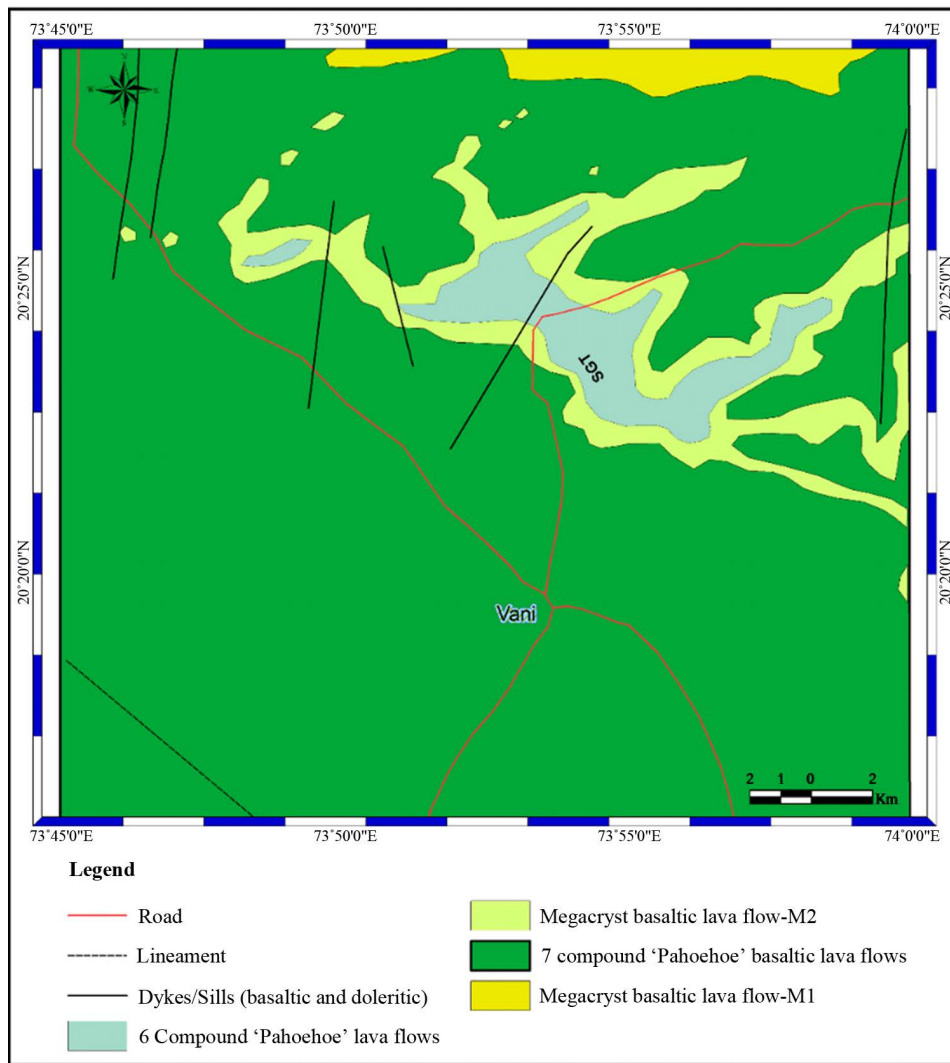 73°45'0"E 73°50'0"E 73°55'0"E 74°0'0"E
20°25'0"N
20°25'0"N
SGT
20°20'0"N
20°20'0"N
Vani
2 1 0 2
Km
73°45'0"E 73°50'0"E 73°55'0"E 74°0'0"E
Legend
Road
Lineament
Dykes/Sills (basaltic and doleritic)
6 Compound ‘Pahoehoe’ lava flows
Megacryst basaltic lava flow-M2
7 compound ‘Pahoehoe’ basaltic lava flows
Megacryst basaltic lava flow-M1